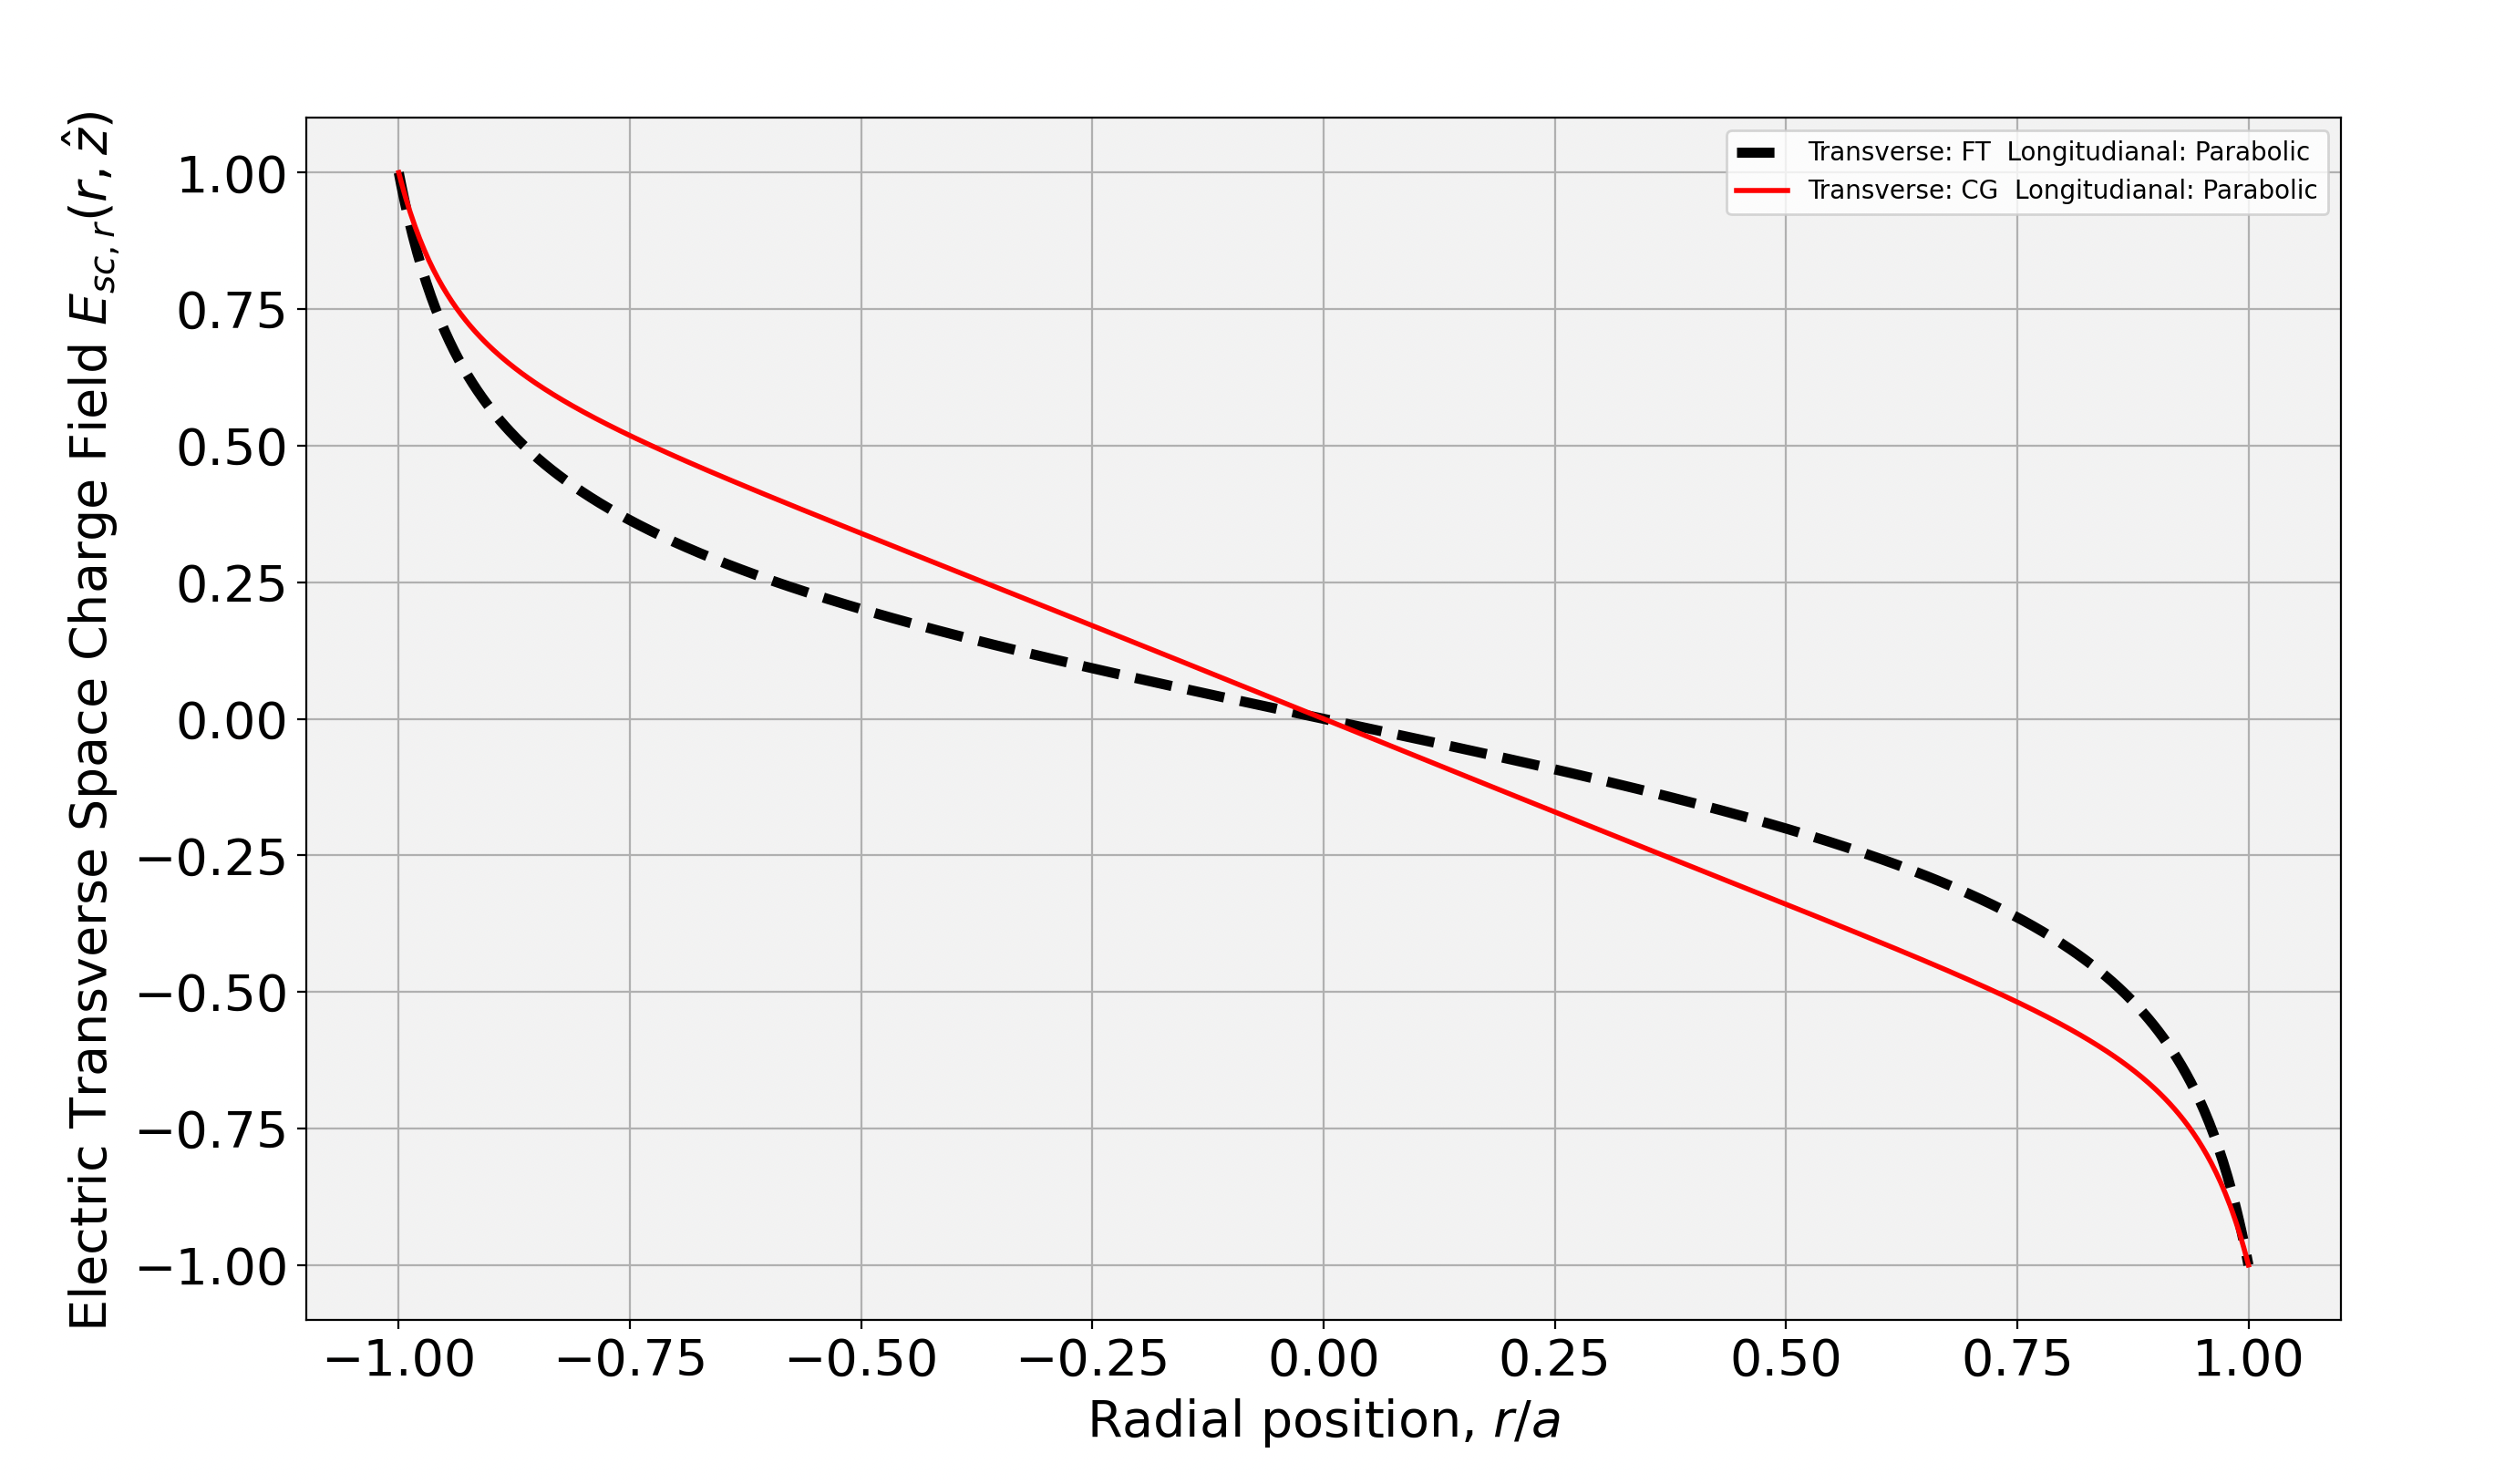 Electric Transverse Space Charge Field E_{sc,r}(r, ẑ)
1.00
0.75
0.50
0.25
0.00
−0.25
−0.50
−0.75
−1.00
Transverse: FT Longitudianal: Parabolic
Transverse: CG Longitudianal: Parabolic
−1.00 −0.75 −0.50 −0.25 0.00 0.25 0.50 0.75 1.00
Radial position, r/a